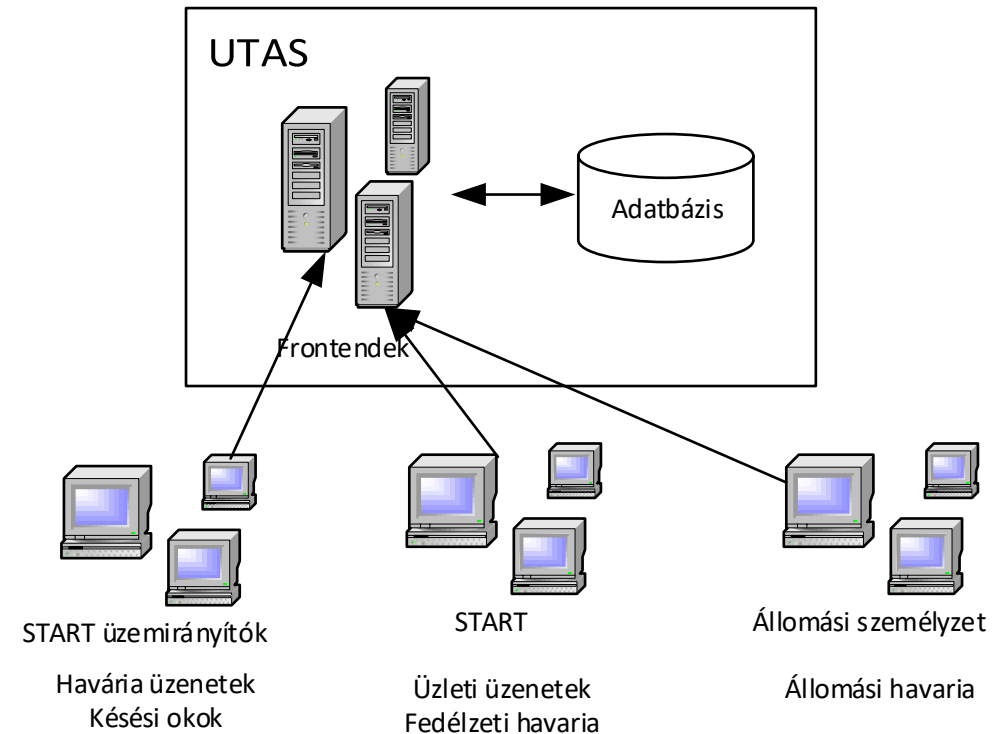 UTAS
Adatbázis
Frontendek
START üzemirányítók
Havária üzenetek
Késési okok
START
Üzleti üzenetek
Fedélzeti havaria
Állomási személyzet
Állomási havaria